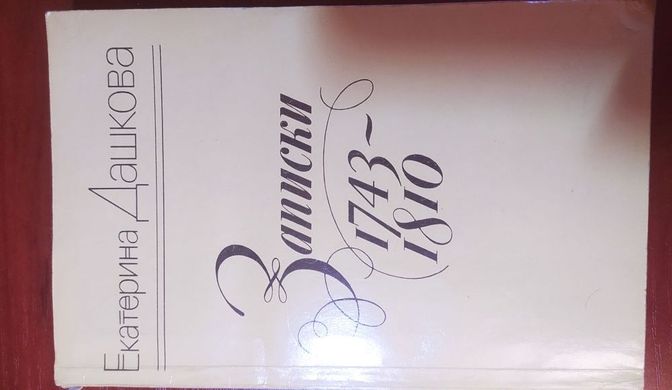 Екатерина Дашкова
Записки
1743~
1810